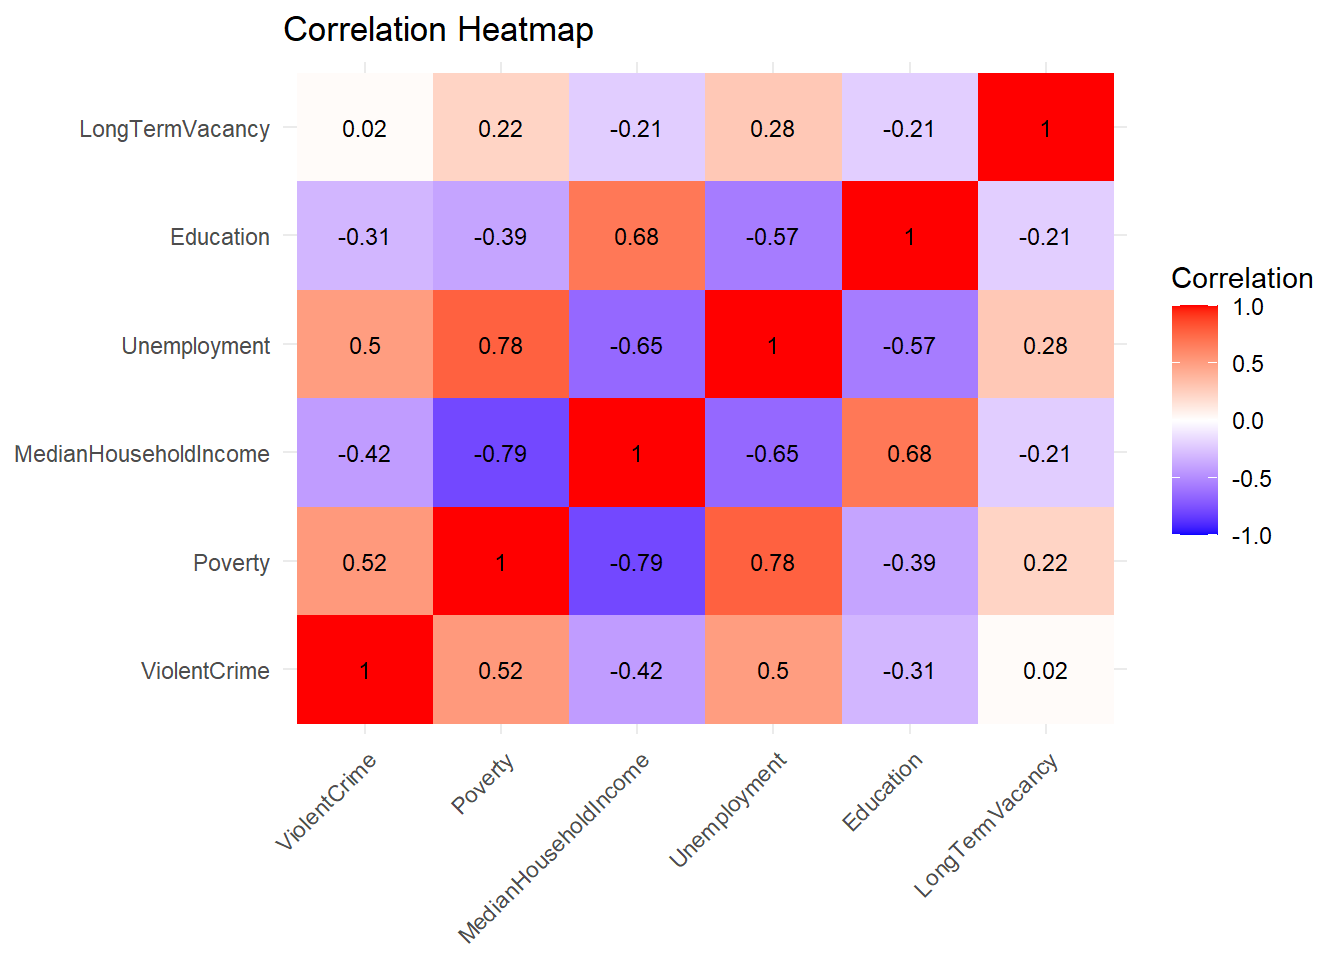 Correlation Heatmap
LongTermVacancy 0.02 0.22 -0.21 0.28 -0.21 1
Education -0.31 -0.39 0.68 -0.57 1 -0.21
Unemployment 0.5 0.78 -0.65 1 -0.57 0.28
MedianHouseholdIncome -0.42 -0.79 1 -0.65 0.68 -0.21
Poverty 0.52 1 -0.79 0.78 -0.39 0.22
ViolentCrime 1 0.52 -0.42 0.5 -0.31 0.02
ViolentCrime
Poverty
MedianHouseholdIncome
Unemployment
Education
LongTermVacancy
Correlation
1.0
0.5
0.0
-0.5
-1.0